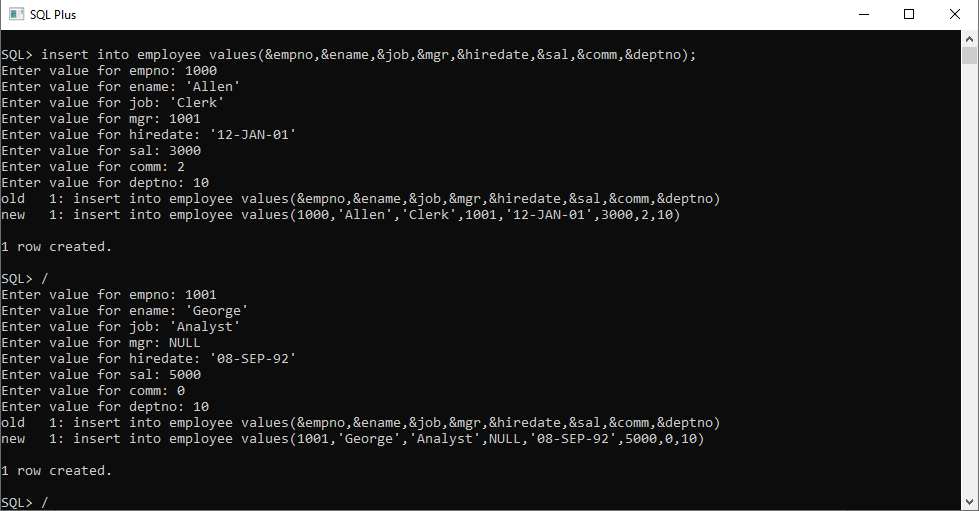 SQL Plus
SQL> insert into employee values(&empno,&ename,&job,&mgr,&hiredate,&sal,&comm,&deptno);
Enter value for empno: 1000
Enter value for ename: 'Allen'
Enter value for job: 'Clerk'
Enter value for mgr: 1001
Enter value for hiredate: '12-JAN-01'
Enter value for sal: 3000
Enter value for comm: 2
Enter value for deptno: 10
old   1: insert into employee values(&empno,&ename,&job,&mgr,&hiredate,&sal,&comm,&deptno)
new   1: insert into employee values(1000,'Allen','Clerk',1001,'12-JAN-01',3000,2,10)
1 row created.
SQL> /
Enter value for empno: 1001
Enter value for ename: 'George'
Enter value for job: 'Analyst'
Enter value for mgr: NULL
Enter value for hiredate: '08-SEP-92'
Enter value for sal: 5000
Enter value for comm: 0
Enter value for deptno: 10
old   1: insert into employee values(&empno,&ename,&job,&mgr,&hiredate,&sal,&comm,&deptno)
new   1: insert into employee values(1001,'George','Analyst',NULL,'08-SEP-92',5000,0,10)
1 row created.
SQL> /